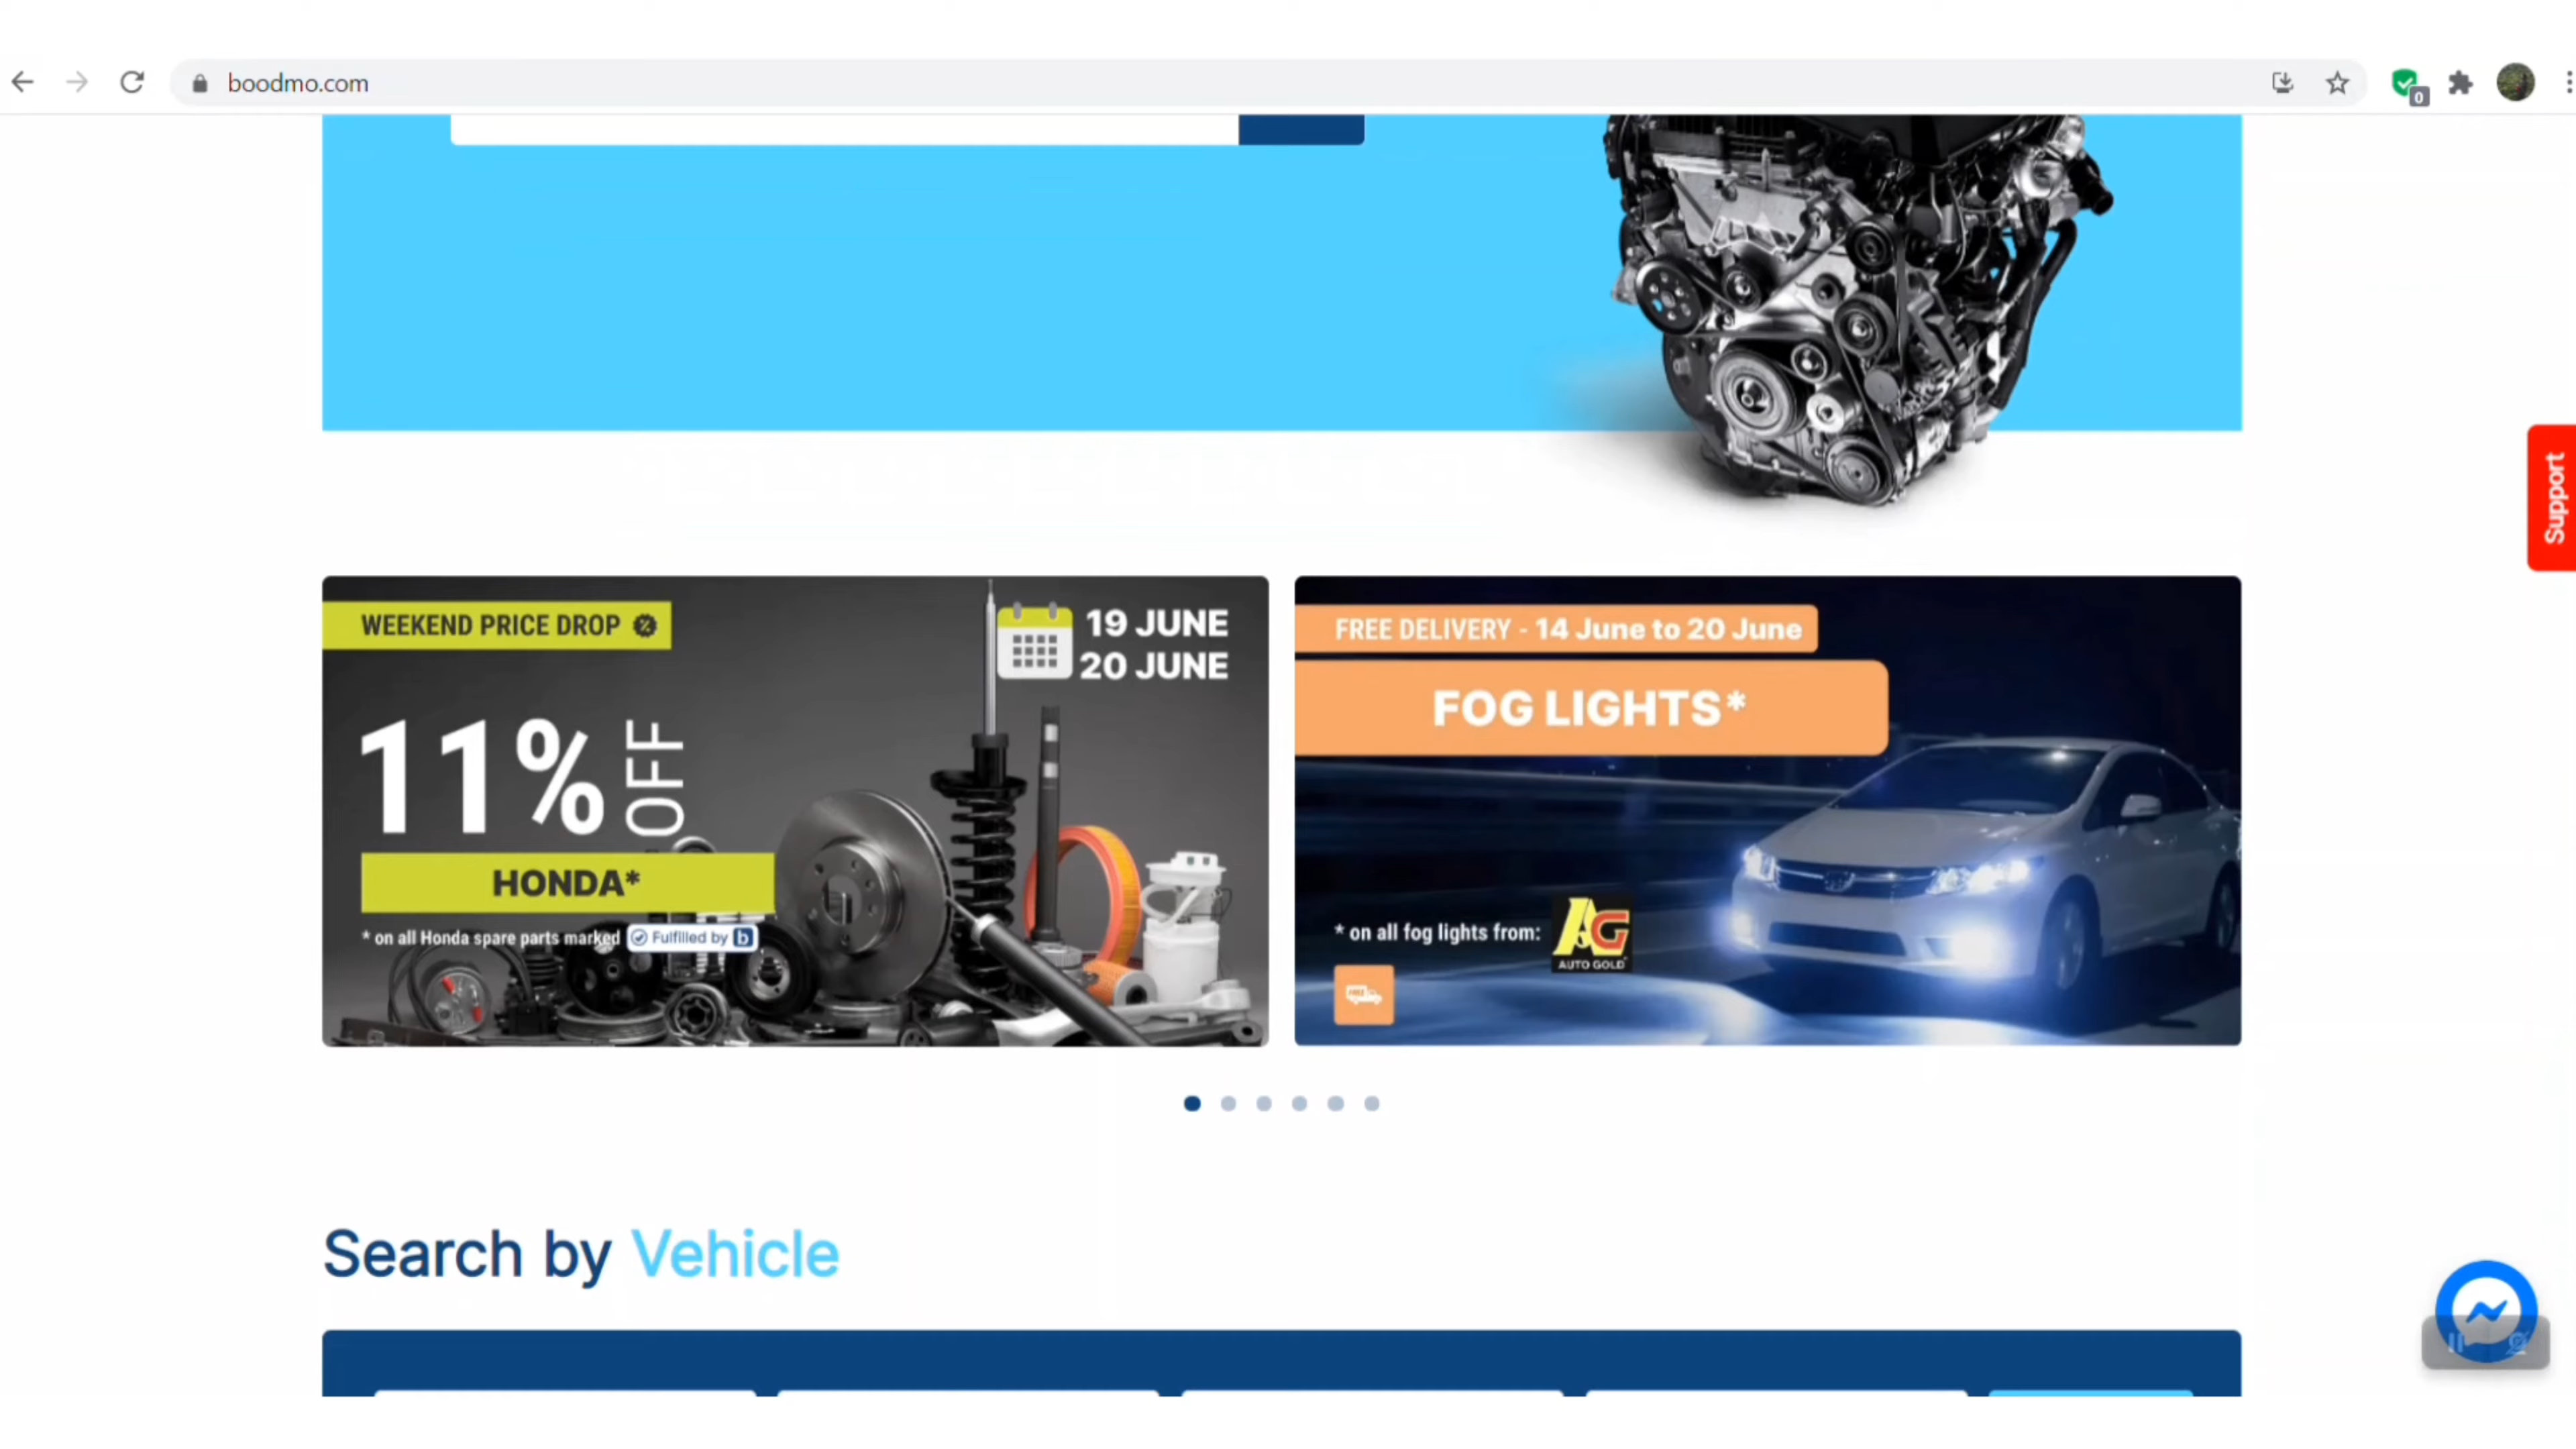 boodmo.com
0
Support
WEEKEND PRICE DROP
19 JUNE
20 JUNE
11% OFF
HONDA*
* on all Honda spare parts marked Fulfilled by b
FREE DELIVERY - 14 June to 20 June
FOG LIGHTS*
* on all fog lights from:
AG
AUTO GOLD
FREE
Search by Vehicle